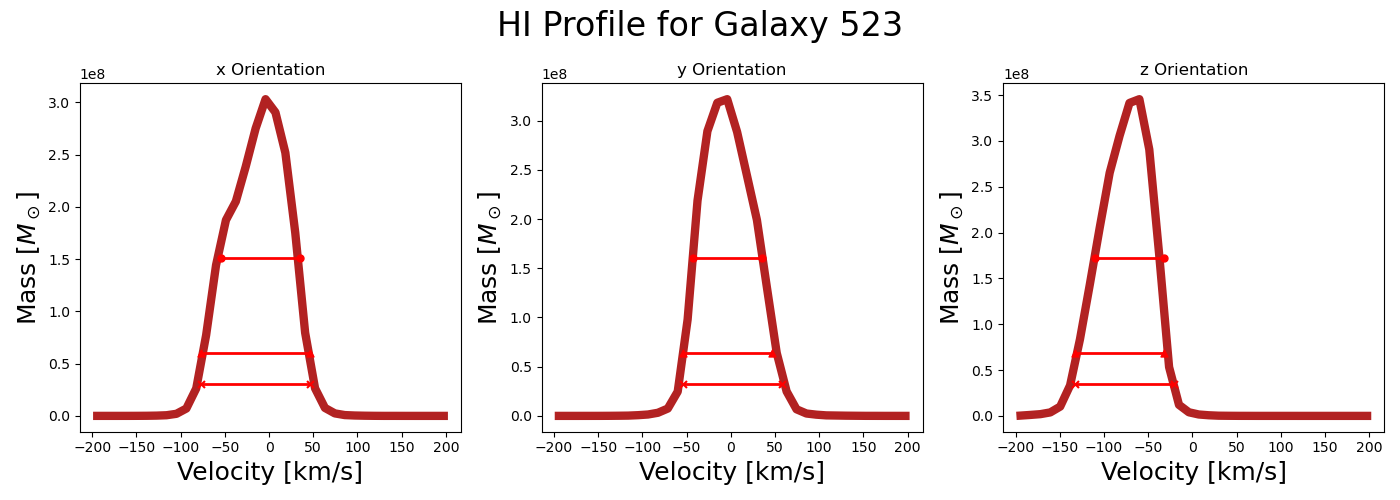 HI Profile for Galaxy 523
x Orientation
1e8
3.0
2.5
2.0
1.5
1.0
0.5
0.0
Mass [M⊙]
−200 −150 −100 −50 0 50 100 150 200
Velocity [km/s]
y Orientation
1e8
3.0
2.5
2.0
1.5
1.0
0.5
0.0
Mass [M⊙]
−200 −150 −100 −50 0 50 100 150 200
Velocity [km/s]
z Orientation
1e8
3.5
3.0
2.5
2.0
1.5
1.0
0.5
0.0
Mass [M⊙]
−200 −150 −100 −50 0 50 100 150 200
Velocity [km/s]